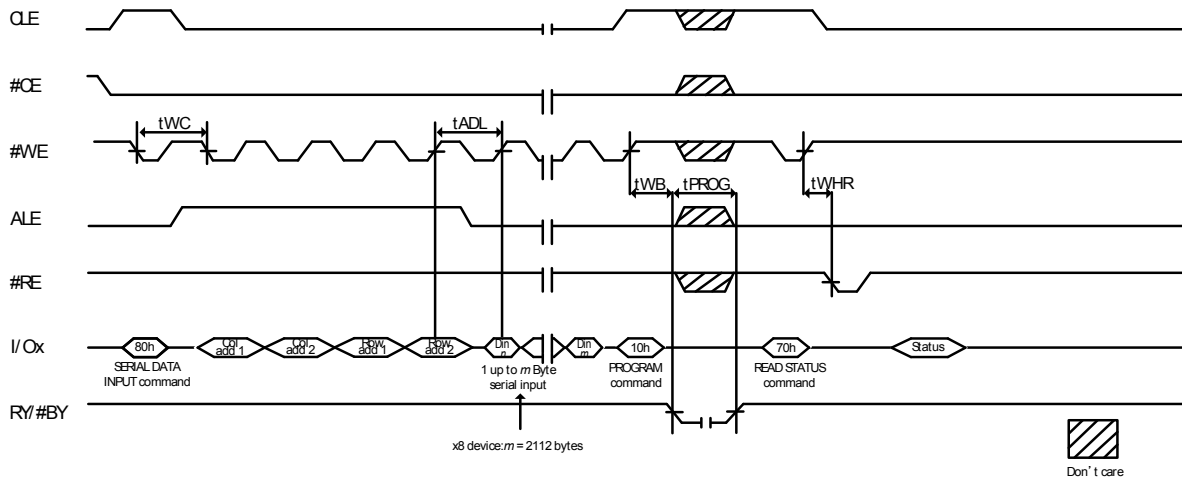 CLE
#CE
tWC
tADL
#WE
tWB
tPROG
tWHR
ALE
#RE
I/Ox
80h
Col add 1
Col add 2
Row add 1
Row add 2
Din n
Din m
10h
70h
Status
SERIAL DATA
INPUT command
1 up to m Byte
serial input
PROGRAM
command
READ STATUS
command
RY/#BY
x8 device:m = 2112 bytes
Don't care